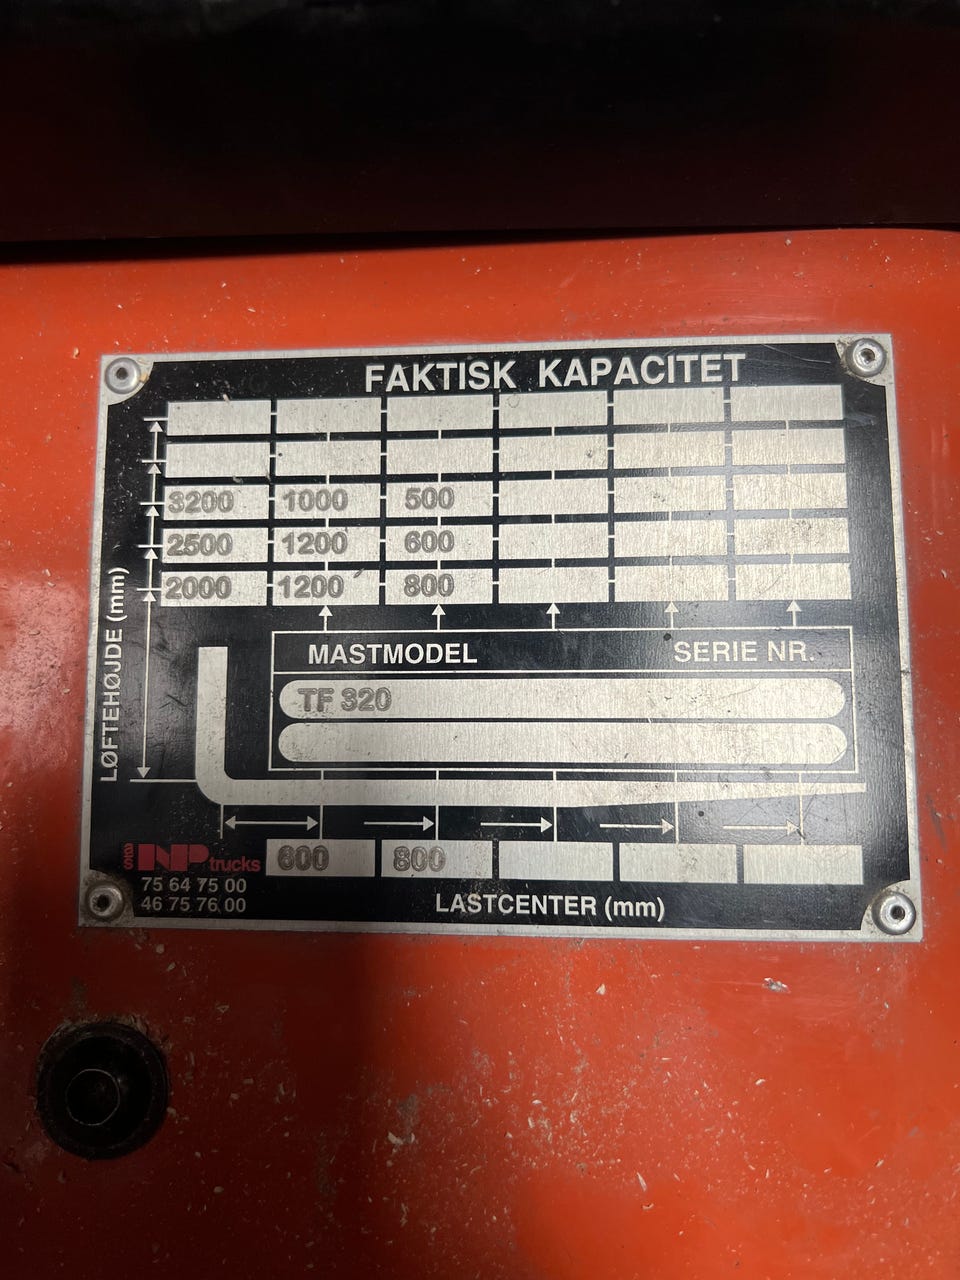 FAKTISK KAPACITET
3200 1000 500
2500 1200 600
2000 1200 800
LØFTEHØJDE (mm)
MASTMODEL SERIE NR.
TF 320
600 800
NP trucks
75 64 75 00
46 75 76 00
LASTCENTER (mm)